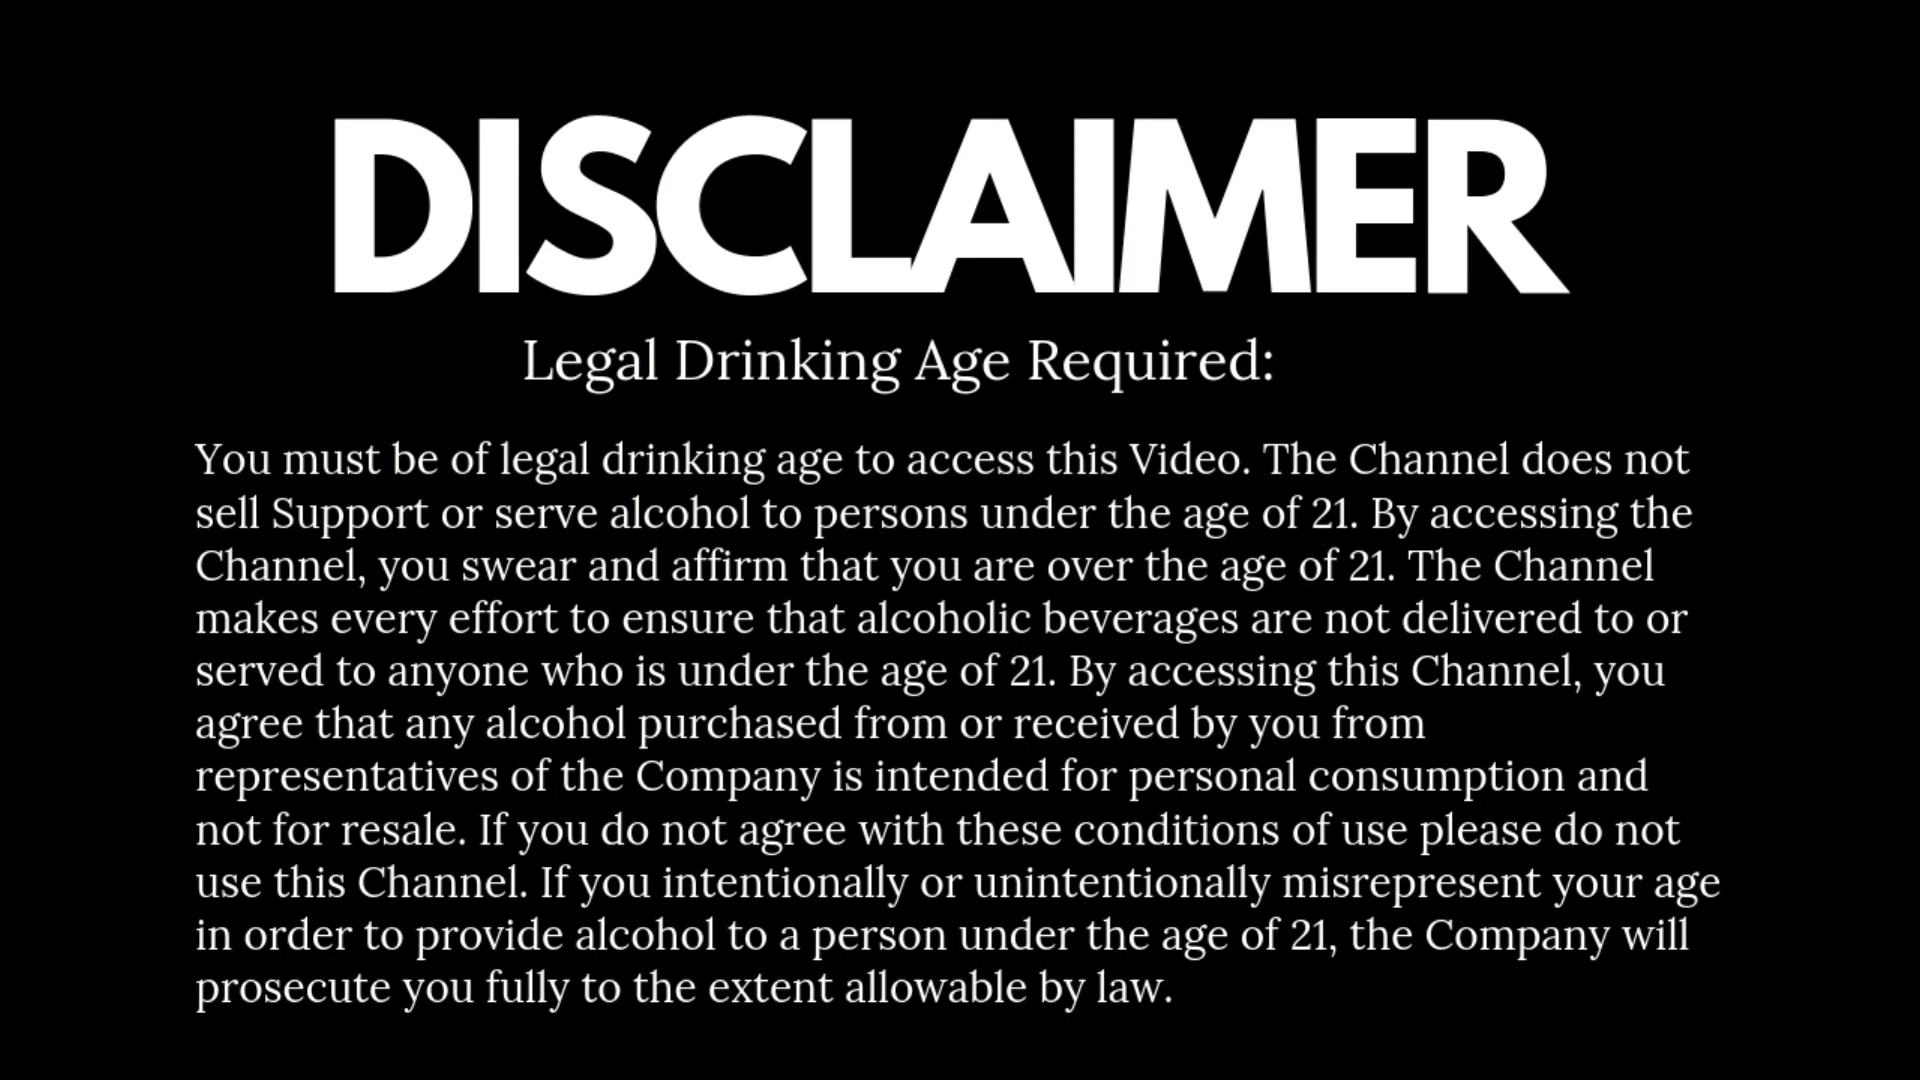 DISCLAIMER
Legal Drinking Age Required:
You must be of legal drinking age to access this Video. The Channel does not
sell Support or serve alcohol to persons under the age of 21. By accessing the
Channel, you swear and affirm that you are over the age of 21. The Channel
makes every effort to ensure that alcoholic beverages are not delivered to or
served to anyone who is under the age of 21. By accessing this Channel, you
agree that any alcohol purchased from or received by you from
representatives of the Company is intended for personal consumption and
not for resale. If you do not agree with these conditions of use please do not
use this Channel. If you intentionally or unintentionally misrepresent your age
in order to provide alcohol to a person under the age of 21, the Company will
prosecute you fully to the extent allowable by law.